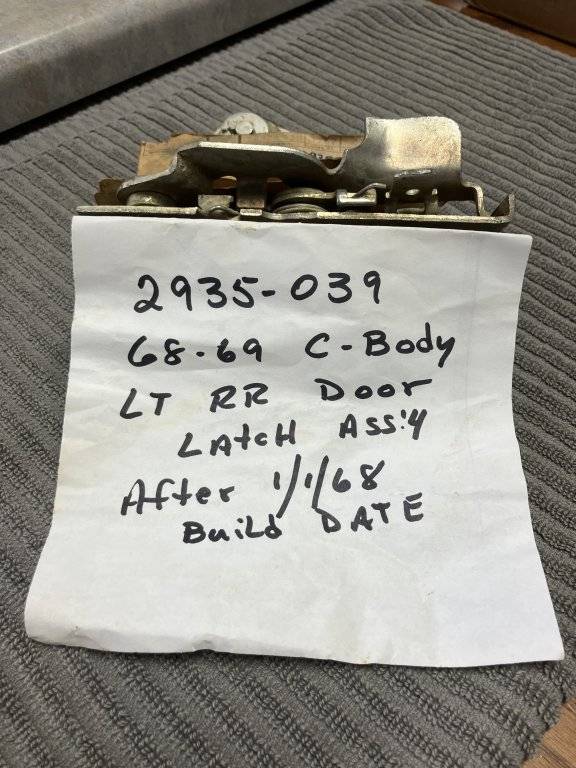 2935-039
68-69 C-Body
LT RR Door
LAtcH Ass'y
After 1/1/68
BuiLd DATE